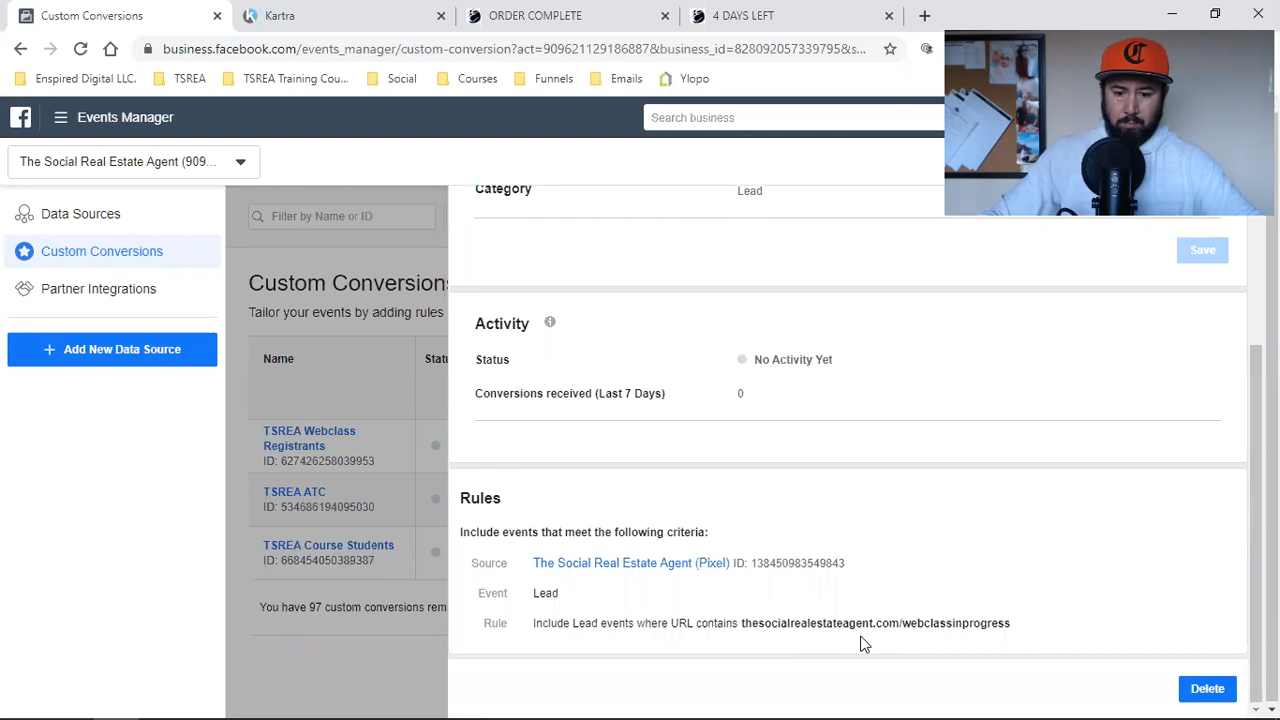 Custom Conversions
Kartra
ORDER COMPLETE
4 DAYS LEFT
business.facebook.com/events_manager/custom-conversion?act=909621129186887&business_id=828092057339795&s...
Enspired Digital LLC.
TSREA
TSREA Training Cou...
Social
Courses
Funnels
Emails
Ylopo
Events Manager
Search business
The Social Real Estate Agent (909...
Data Sources
Custom Conversions
Partner Integrations
+ Add New Data Source
Filter by Name or ID
Custom Conversions
Tailor your events by adding rules
Name
Statu
TSREA Webclass
Registrants
ID: 627426258039953
TSREA ATC
ID: 534686194095030
TSREA Course Students
ID: 668454050389387
You have 97 custom conversions rem
Category
Lead
Save
Activity
Status
No Activity Yet
Conversions received (Last 7 Days)
0
Rules
Include events that meet the following criteria:
Source
The Social Real Estate Agent (Pixel) ID: 138450983549843
Event
Lead
Rule
Include Lead events where URL contains thesocialrealestateagent.com/webclassinprogress
Delete